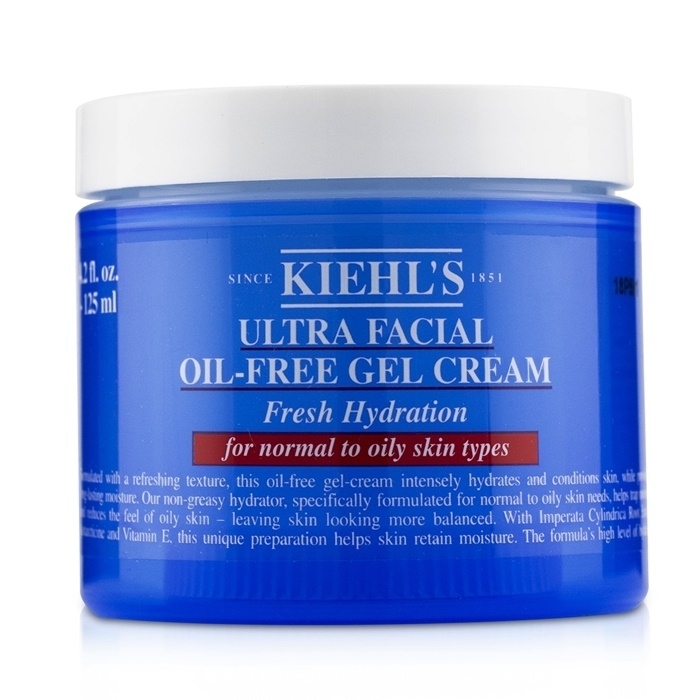 SINCE KIEHL'S 1851
.2 fl. oz.
- 125 ml
ULTRA FACIAL
OIL-FREE GEL CREAM
Fresh Hydration
for normal to oily skin types
with a refreshing texture, this oil-free gel-cream intensely hydrates and conditions skin, while
moisture. Our non-greasy hydrator, specifically formulated for normal to oily skin needs, helps
reduces the feel of oily skin – leaving skin looking more balanced. With Imperata Cylindrica
and Vitamin E, this unique preparation helps skin retain moisture. The formula's high level of